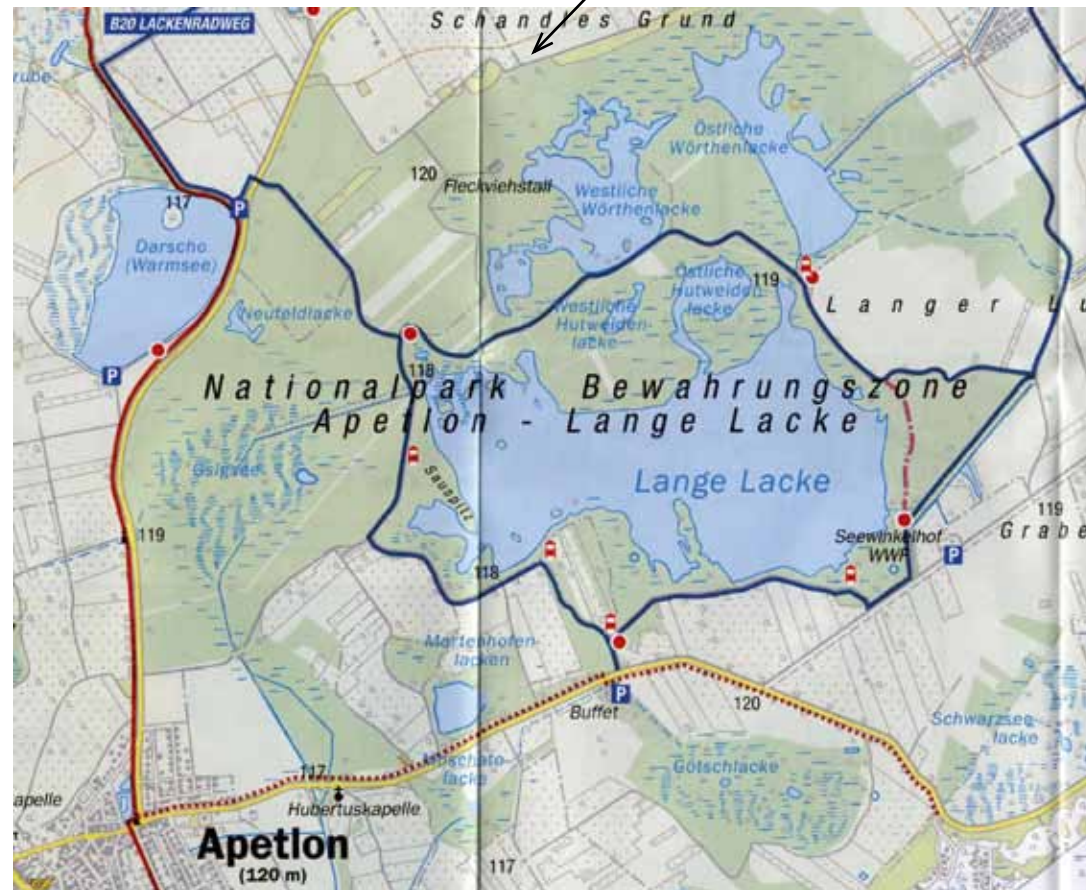 B20 LACKENRADWEG
Grund
120
Fleckviehstall
Östliche
Wörthenlacke
Westliche
Wörthenlacke
117
P
Darscho
(Warmsee)
Neufeldlacke
Östliche
Hutweiden-
lacke
119
Westliche
Hutweiden-
lacke
Langer
P
118
Nationalpark Bewahrungszone
Apetlon - Lange Lacke
Sauspitz
Lange Lacke
119
Seewinkelhof
WWF
P
119
118
Martenhofen-
lacken
P
Buffet
120
Schwarzsee-
lacke
lacke
Götschlacke
117
apelle
Hubertuskapelle
Apetlon
(120 m)
117